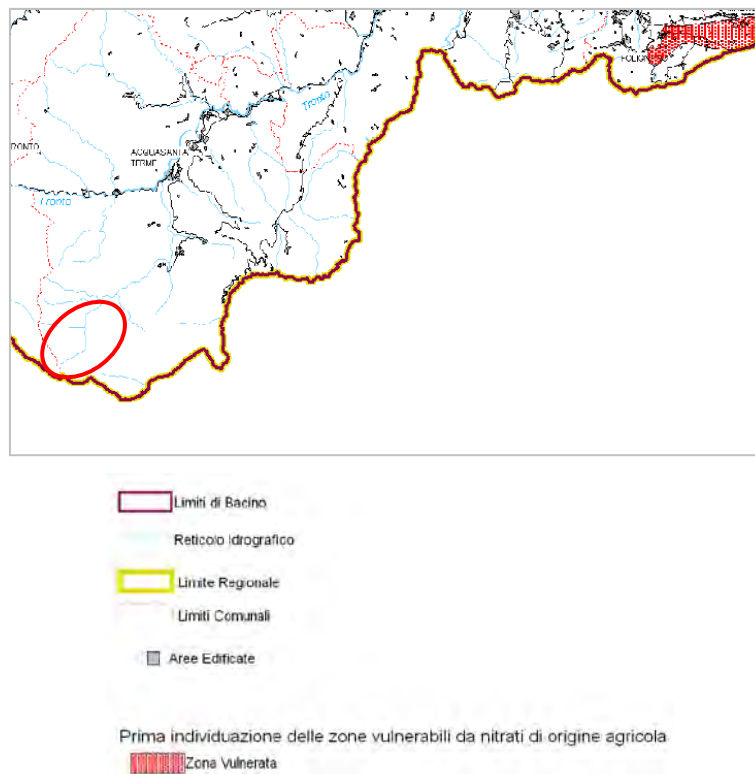 FOLIGN
Tronto
RONTO
ACQUASANTA
TERME
Tronto
Limiti di Bacino
Reticolo Idrografico
Limite Regionale
Limiti Comunali
Aree Edificate
Prima individuazione delle zone vulnerabili da nitrati di origine agricola
Zona Vulnerata